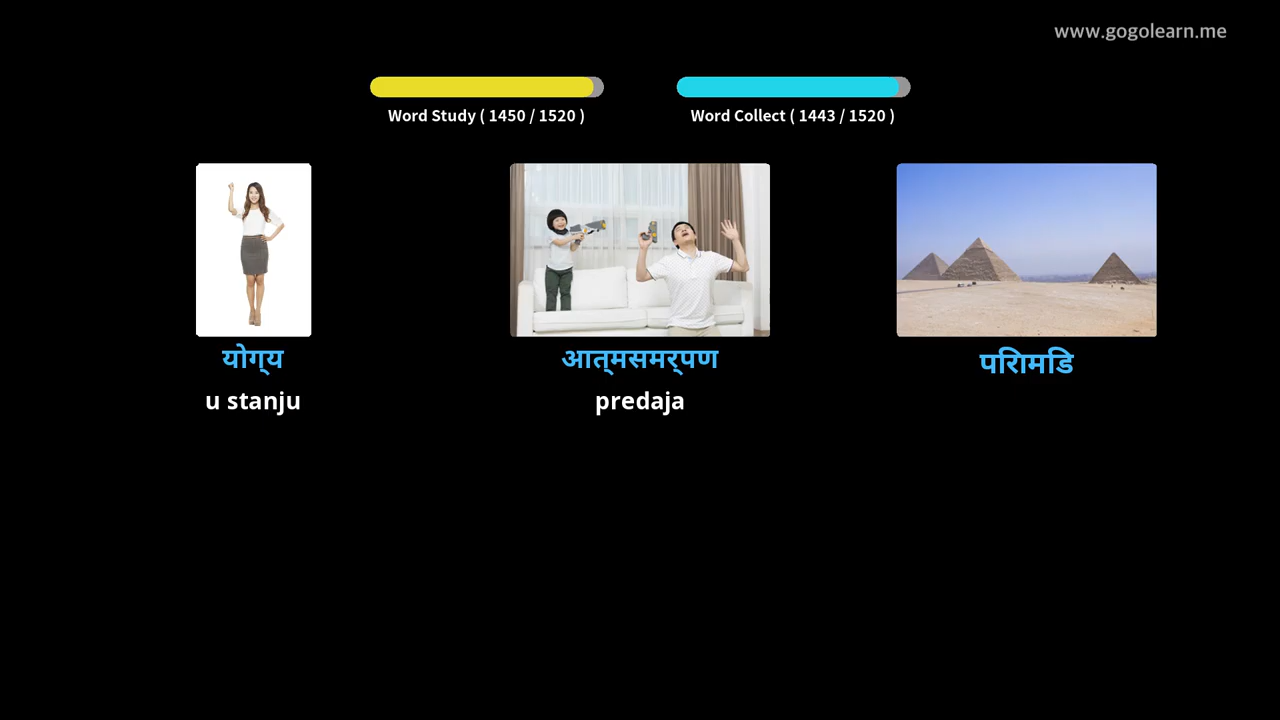 www.gogolearn.me
Word Study ( 1450 / 1520 )
Word Collect ( 1443 / 1520 )
योग्य
आत्मसमर्पण
परिामडि
u stanju
predaja